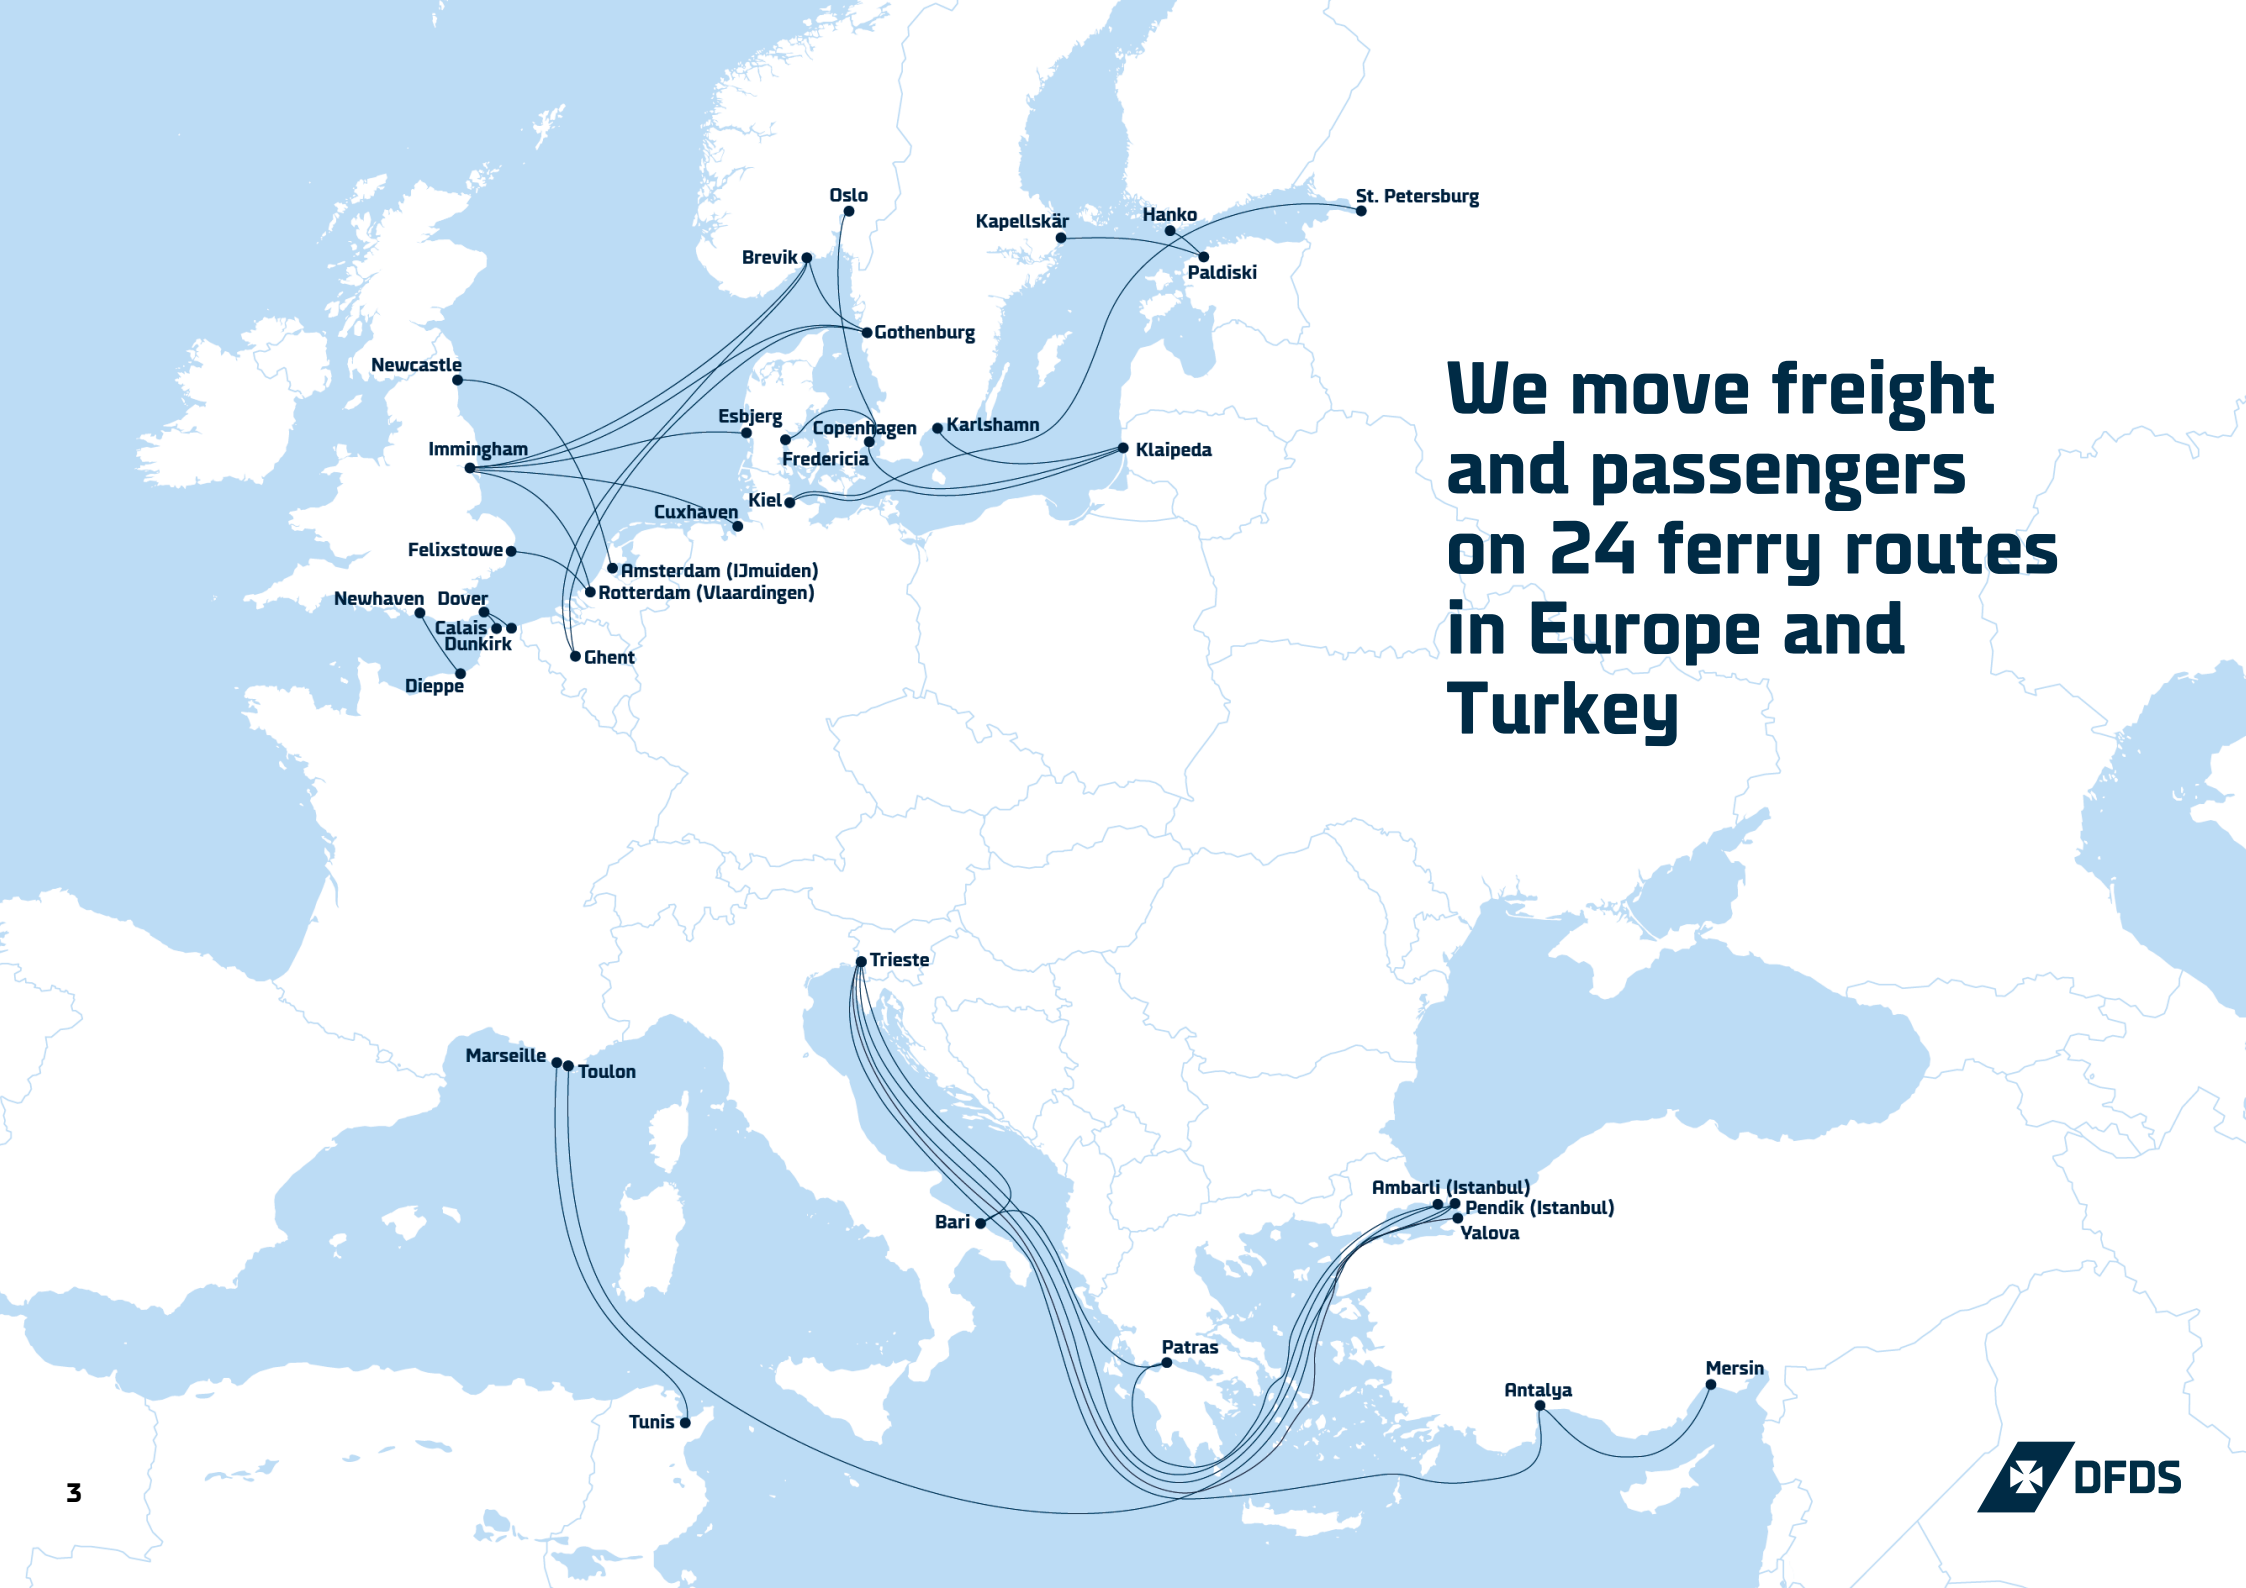 Oslo
St. Petersburg
Kapellskär
Hanko
Brevik
Paldiski
Gothenburg
Newcastle
We move freight
and passengers
on 24 ferry routes
in Europe and
Turkey
Esbjerg
Copenhagen
Karlshamn
Immingham
Fredericia
Klaipeda
Kiel
Cuxhaven
Felixstowe
Amsterdam (IJmuiden)
Rotterdam (Vlaardingen)
Newhaven
Dover
Calais
Dunkirk
Ghent
Dieppe
Trieste
Marseille
Toulon
Ambarli (Istanbul)
Pendik (Istanbul)
Bari
Yalova
Patras
Mersin
Antalya
Tunis
3
DFDS